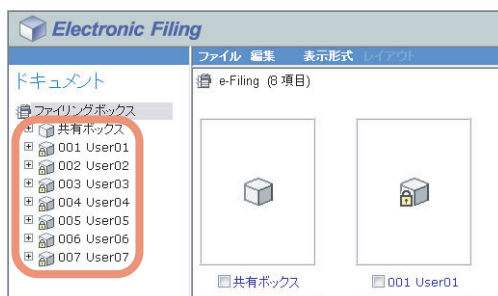 Electronic Filing
ファイル 編集 表示形式 レイアウト
ドキュメント
ファイリングボックス
共有ボックス
001 User01
002 User02
003 User03
004 User04
005 User05
006 User06
007 User07
e-Filing (8 項目)
共有ボックス
001 User01